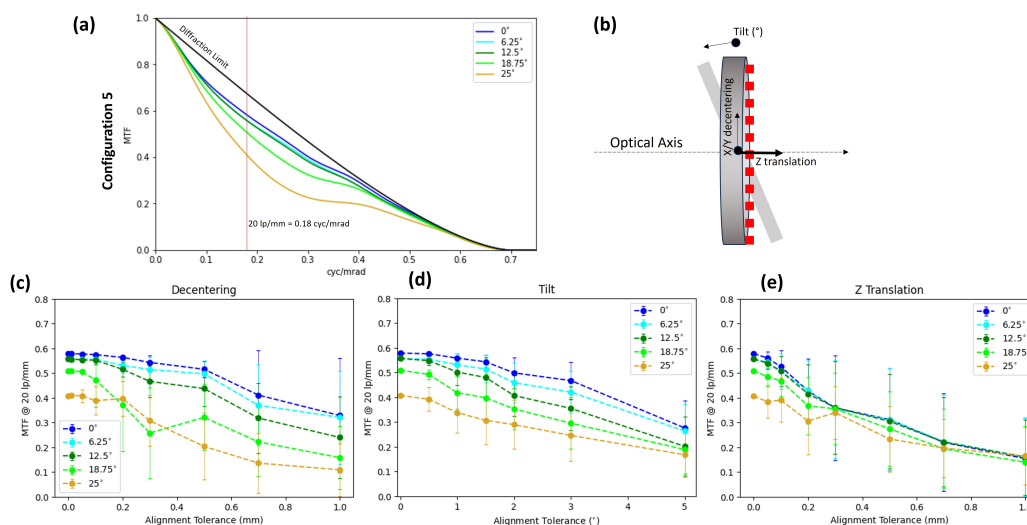 (a)
Configuration 5
MTF
1.0
0.8
0.6
0.4
0.2
0.0
Diffraction Limit
0°
6.25°
12.5°
18.75°
25°
20 lp/mm = 0.18 cyc/mrad
0.0 0.1 0.2 0.3 0.4 0.5 0.6 0.7
cyc/mrad
(b)
Tilt (°)
X/Y decentering
Optical Axis
Z translation
(c)
Decentering
MTF @ 20 lp/mm
0.8
0.7
0.6
0.5
0.4
0.3
0.2
0.1
0.0
0°
6.25°
12.5°
18.75°
25°
0.0 0.2 0.4 0.6 0.8 1.0
Alignment Tolerance (mm)
(d)
Tilt
MTF @ 20 lp/mm
0.8
0.7
0.6
0.5
0.4
0.3
0.2
0.1
0.0
0°
6.25°
12.5°
18.75°
25°
0 1 2 3 4 5
Alignment Tolerance (°)
(e)
Z Translation
MTF @ 20 lp/mm
0.8
0.7
0.6
0.5
0.4
0.3
0.2
0.1
0.0
0°
6.25°
12.5°
18.75°
25°
0.0 0.2 0.4 0.6 0.8 1.0
Alignment Tolerance (mm)